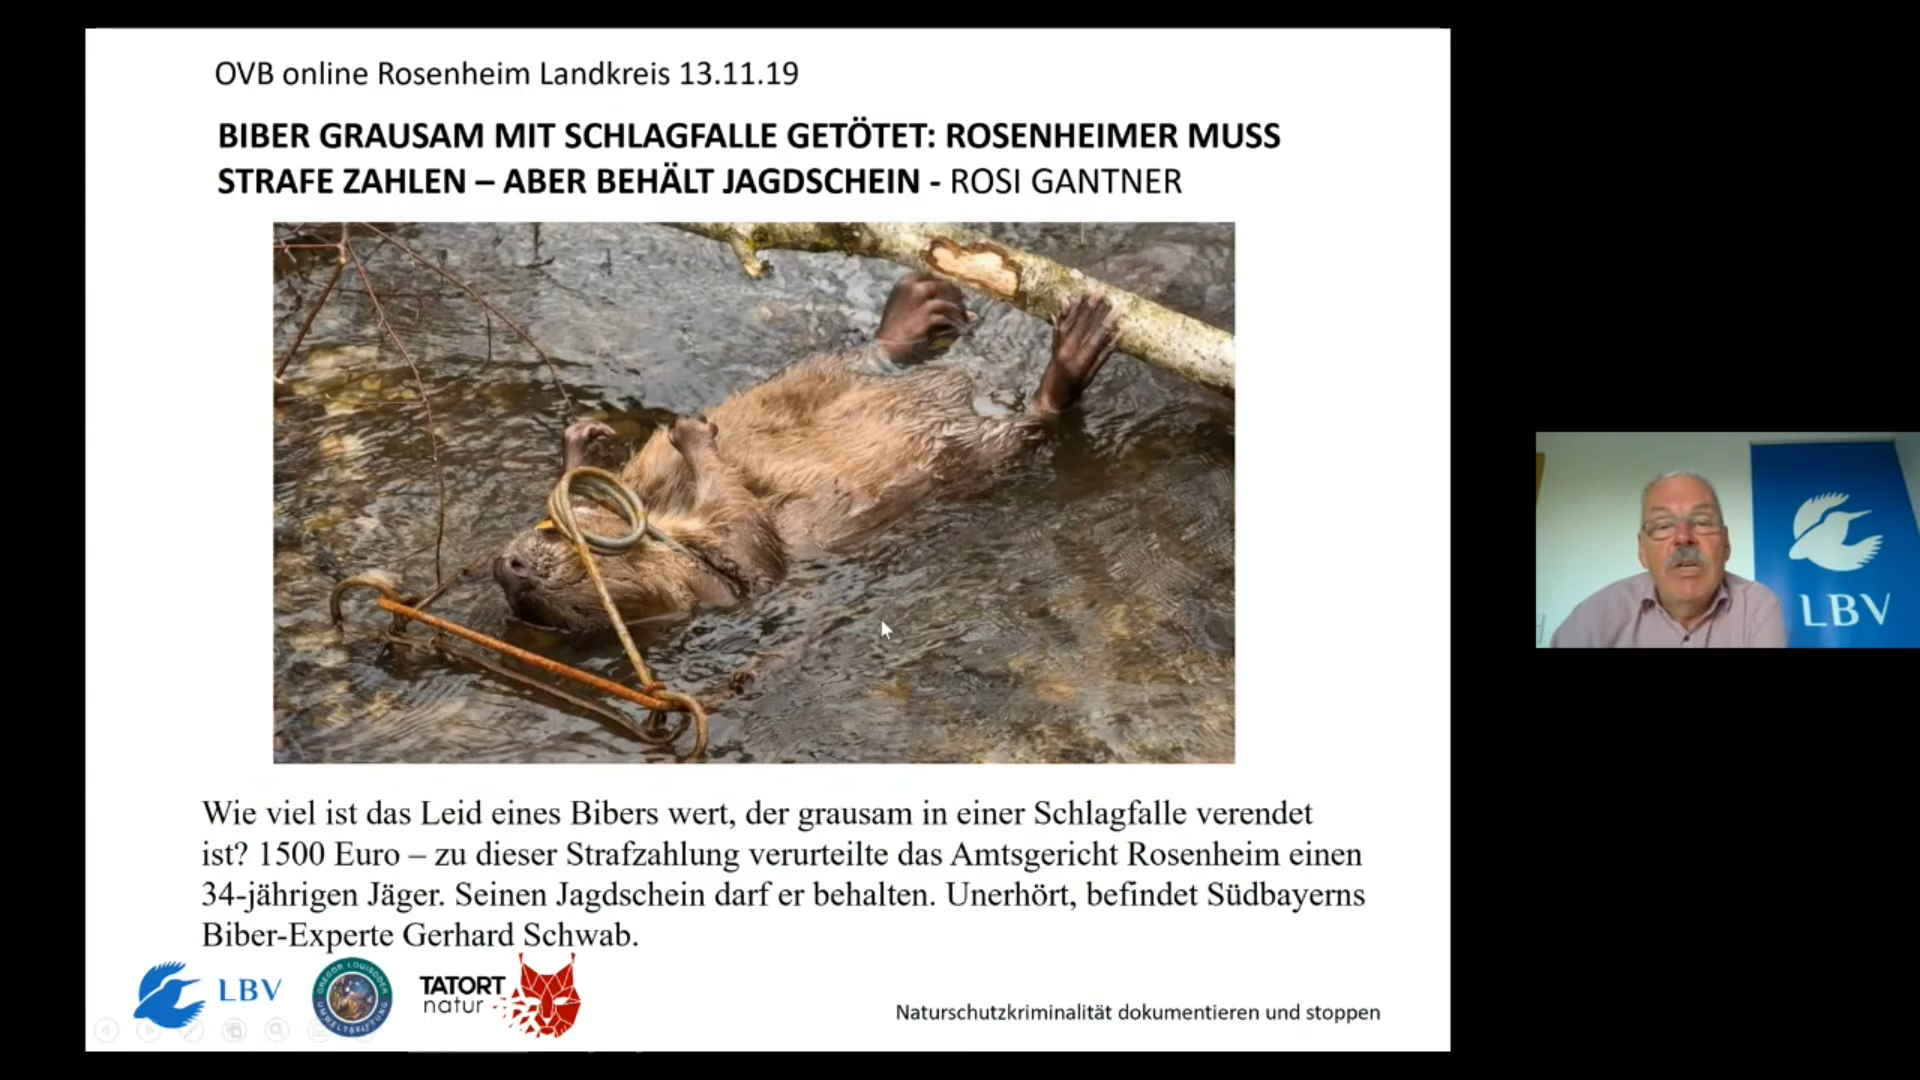 OVB online Rosenheim Landkreis 13.11.19
BIBER GRAUSAM MIT SCHLAGFALLE GETÖTET: ROSENHEIMER MUSS
STRAFE ZAHLEN – ABER BEHÄLT JAGDSCHEIN - ROSI GANTNER
LBV
Wie viel ist das Leid eines Bibers wert, der grausam in einer Schlagfalle verendet
ist? 1500 Euro – zu dieser Strafzahlung verurteilte das Amtsgericht Rosenheim einen
34-jährigen Jäger. Seinen Jagdschein darf er behalten. Unerhört, befindet Südbayerns
Biber-Experte Gerhard Schwab.
LBV
GREGOR LOUISODER
UMWELTSTIFTUNG
TATORT
natur
Naturschutzkriminalität dokumentieren und stoppen